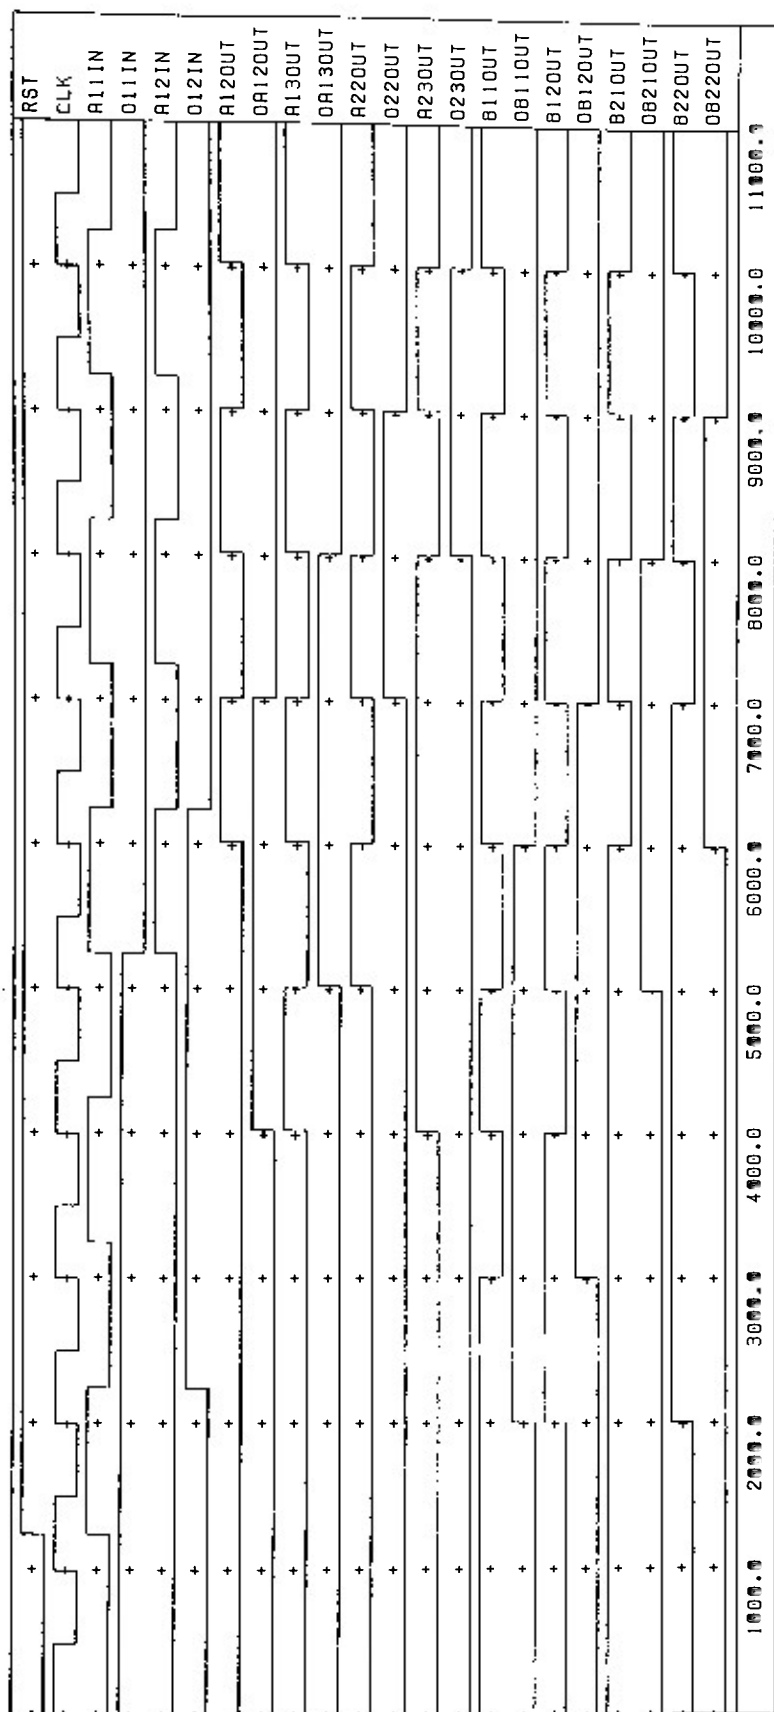 RST
CLK
A11IN
O11IN
A12IN
O12IN
A12OUT
OA12OUT
A13OUT
OA13OUT
A22OUT
O22OUT
A23OUT
O23OUT
B11OUT
OB11OUT
B12OUT
OB12OUT
B21OUT
OB21OUT
B22OUT
OB22OUT
11000.0
10000.0
9000.0
8000.0
7000.0
6000.0
5000.0
4000.0
3000.0
2000.0
1000.0